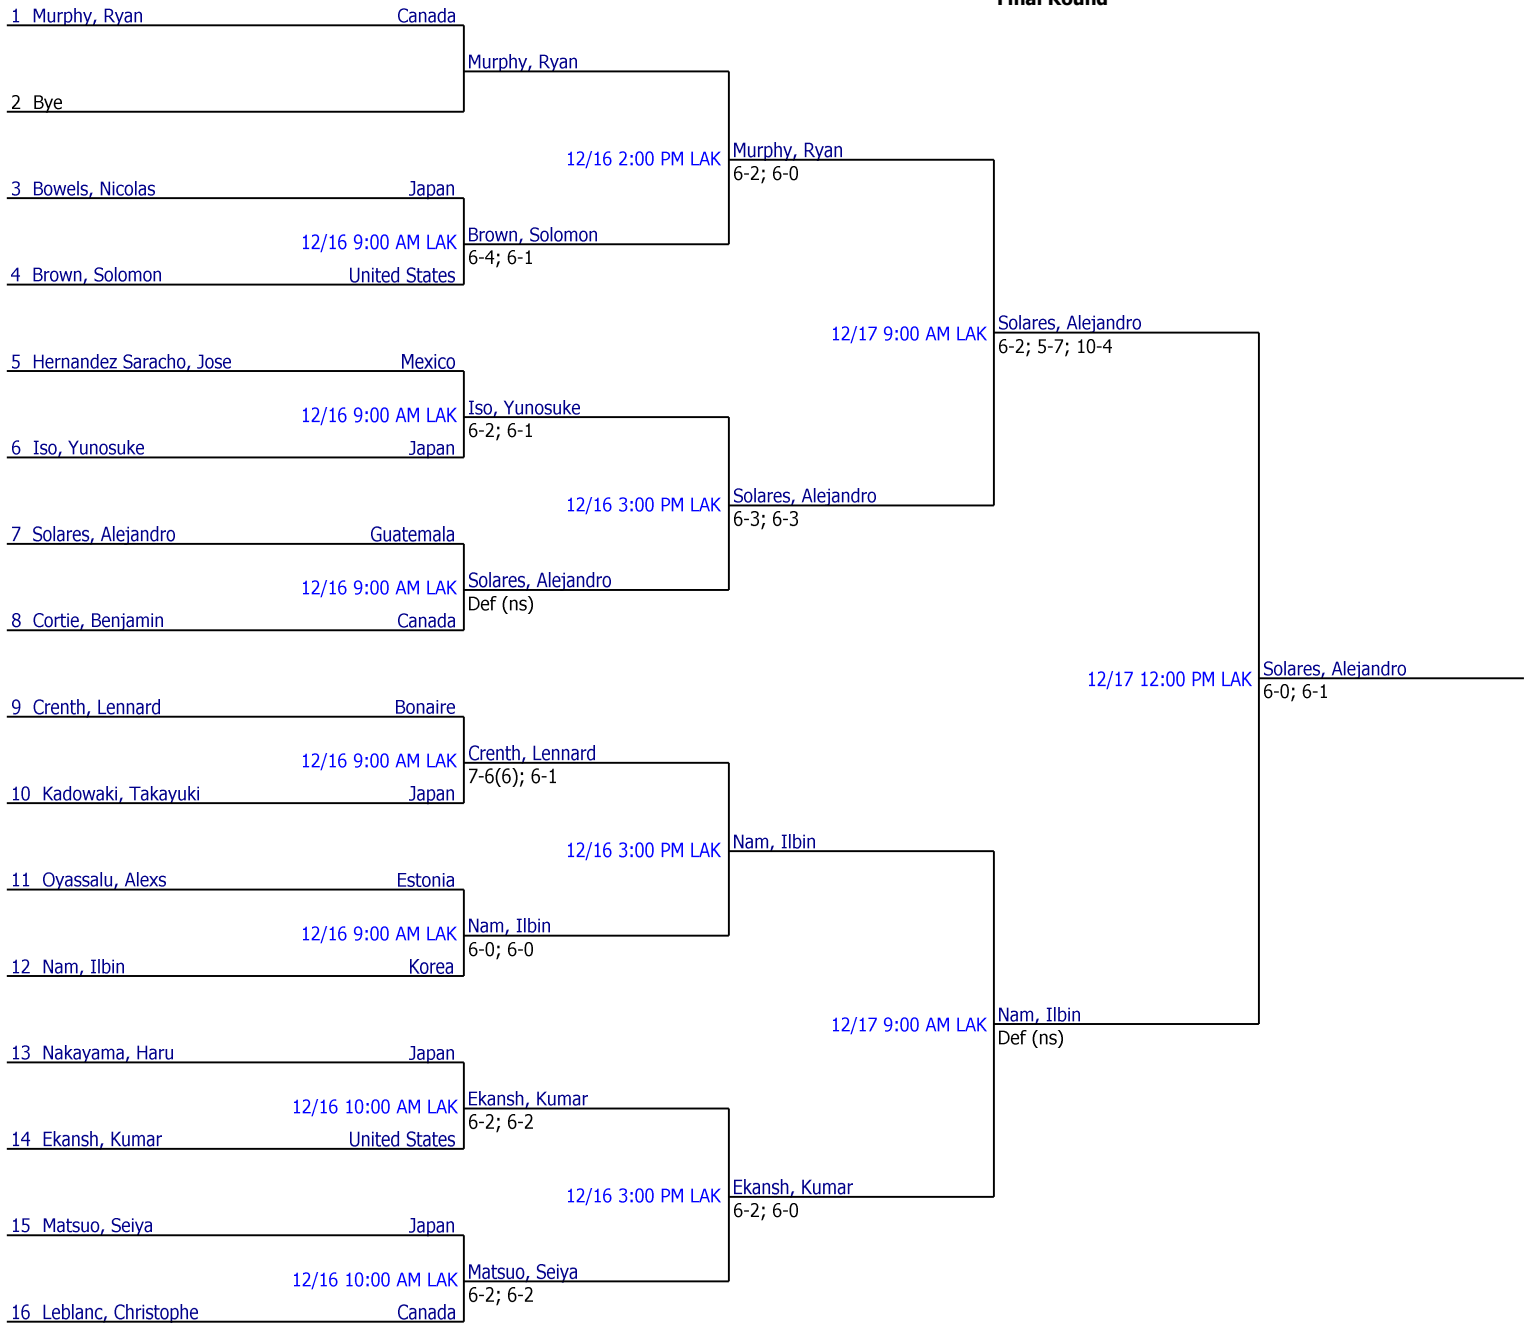 Final Round
1 Murphy, Ryan Canada
Murphy, Ryan
2 Bye
12/16 2:00 PM LAK Murphy, Ryan
6-2; 6-0
3 Bowels, Nicolas Japan
12/16 9:00 AM LAK Brown, Solomon
6-4; 6-1
4 Brown, Solomon United States
12/17 9:00 AM LAK Solares, Alejandro
6-2; 5-7; 10-4
5 Hernandez Saracho, Jose Mexico
12/16 9:00 AM LAK Iso, Yunosuke
6-2; 6-1
6 Iso, Yunosuke Japan
12/16 3:00 PM LAK Solares, Alejandro
6-3; 6-3
7 Solares, Alejandro Guatemala
12/16 9:00 AM LAK Solares, Alejandro
Def (ns)
8 Cortie, Benjamin Canada
12/17 12:00 PM LAK Solares, Alejandro
6-0; 6-1
9 Crenth, Lennard Bonaire
12/16 9:00 AM LAK Crenth, Lennard
7-6(6); 6-1
10 Kadowaki, Takayuki Japan
12/16 3:00 PM LAK Nam, Ilbin
11 Oyassalu, Alexs Estonia
12/16 9:00 AM LAK Nam, Ilbin
6-0; 6-0
12 Nam, Ilbin Korea
12/17 9:00 AM LAK Nam, Ilbin
Def (ns)
13 Nakayama, Haru Japan
12/16 10:00 AM LAK Ekansh, Kumar
6-2; 6-2
14 Ekansh, Kumar United States
12/16 3:00 PM LAK Ekansh, Kumar
6-2; 6-0
15 Matsuo, Seiya Japan
12/16 10:00 AM LAK Matsuo, Seiya
6-2; 6-2
16 Leblanc, Christophe Canada